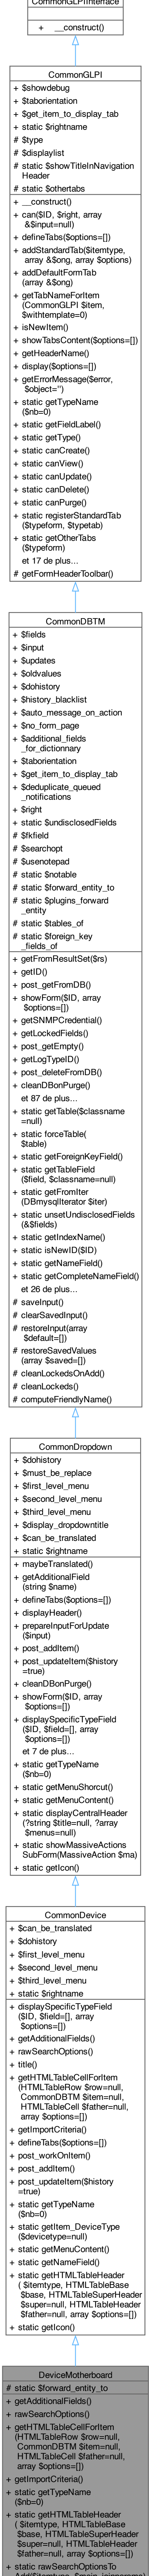 CommonGLPIInterface
+ __construct()
CommonGLPI
+ $showdebug
+ $taborientation
+ $get_item_to_display_tab
+ static $rightname
# $type
# $displaylist
# static $showTitleInNavigation
Header
# static $othertabs
+ __construct()
+ can($ID, $right, array
&$input=null)
+ defineTabs($options=[])
+ addStandardTab($itemtype,
array &$ong, array $options)
+ addDefaultFormTab
(array &$ong)
+ getTabNameForItem
(CommonGLPI $item,
$withtemplate=0)
+ isNewItem()
+ showTabsContent($options=[])
+ getHeaderName()
+ display($options=[])
+ getErrorMessage($error,
$object='')
+ static getTypeName
($nb=0)
+ static getFieldLabel()
+ static getType()
+ static canCreate()
+ static canView()
+ static canUpdate()
+ static canDelete()
+ static canPurge()
+ static registerStandardTab
($typeform, $typetab)
+ static getOtherTabs
($typeform)
et 17 de plus...
# getFormHeaderToolbar()
CommonDBTM
+ $fields
+ $input
+ $updates
+ $oldvalues
+ $dohistory
+ $history_blacklist
+ $auto_message_on_action
+ $no_form_page
+ $additional_fields
_for_dictionnary
+ $taborientation
+ $get_item_to_display_tab
+ $deduplicate_queued
_notifications
+ $right
+ static $undisclosedFields
# $fkfield
# $searchopt
# $usenotepad
# static $notable
# static $forward_entity_to
# static $plugins_forward
_entity
# static $tables_of
# static $foreign_key
_fields_of
+ getFromResultSet($rs)
+ getID()
+ post_getFromDB()
+ showForm($ID, array
$options=[])
+ getSNMPCredential()
+ getLockedFields()
+ post_getEmpty()
+ getLogTypeID()
+ post_deleteFromDB()
+ cleanDBonPurge()
et 87 de plus...
+ static getTable($classname
=null)
+ static forceTable(
$table)
+ static getForeignKeyField()
+ static getTableField
($field, $classname=null)
+ static getFromIter
(DBmysqlIterator $iter)
+ static unsetUndisclosedFields
(&$fields)
+ static getIndexName()
+ static isNewID($ID)
+ static getNameField()
+ static getCompleteNameField()
et 26 de plus...
# saveInput()
# clearSavedInput()
# restoreInput(array
$default=[])
# restoreSavedValues
(array $saved=[])
# cleanLockedsOnAdd()
# cleanLockeds()
# computeFriendlyName()
CommonDropdown
+ $dohistory
+ $must_be_replace
+ $first_level_menu
+ $second_level_menu
+ $third_level_menu
+ $display_dropdowntitle
+ $can_be_translated
+ static $rightname
+ maybeTranslated()
+ getAdditionalField
(string $name)
+ defineTabs($options=[])
+ displayHeader()
+ prepareInputForUpdate
($input)
+ post_addItem()
+ post_updateItem($history
=true)
+ cleanDBonPurge()
+ showForm($ID, array
$options=[])
+ displaySpecificTypeField
($ID, $field=[], array
$options=[])
et 7 de plus...
+ static getTypeName
($nb=0)
+ static getMenuShorcut()
+ static getMenuContent()
+ static displayCentralHeader
(?string $title=null, ?array
$menus=null)
+ static showMassiveActions
SubForm(MassiveAction $ma)
+ static getIcon()
CommonDevice
+ $can_be_translated
+ $dohistory
+ $first_level_menu
+ $second_level_menu
+ $third_level_menu
+ static $rightname
+ displaySpecificTypeField
($ID, $field=[], array
$options=[])
+ getAdditionalFields()
+ rawSearchOptions()
+ title()
+ getHTMLTableCellForItem
(HTMLTableRow $row=null,
CommonDBTM $item=null,
HTMLTableCell $father=null,
array $options=[])
+ getImportCriteria()
+ defineTabs($options=[])
+ post_workOnItem()
+ post_addItem()
+ post_updateItem($history
=true)
+ static getTypeName
($nb=0)
+ static getItem_DeviceType
($devicetype=null)
+ static getMenuContent()
+ static getNameField()
+ static getHTMLTableHeader
( $itemtype, HTMLTableBase
$base, HTMLTableSuperHeader
$super=null, HTMLTableHeader
$father=null, array $options=[])
+ static getIcon()
DeviceMotherboard
# static $forward_entity_to
+ getAdditionalFields()
+ rawSearchOptions()
+ getHTMLTableCellForItem
(HTMLTableRow $row=null,
CommonDBTM $item=null,
HTMLTableCell $father=null,
array $options=[])
+ getImportCriteria()
+ static getTypeName
($nb=0)
+ static getHTMLTableHeader
( $itemtype, HTMLTableBase
$base, HTMLTableSuperHeader
$super=null, HTMLTableHeader
$father=null, array $options=[])
+ static rawSearchOptionsTo